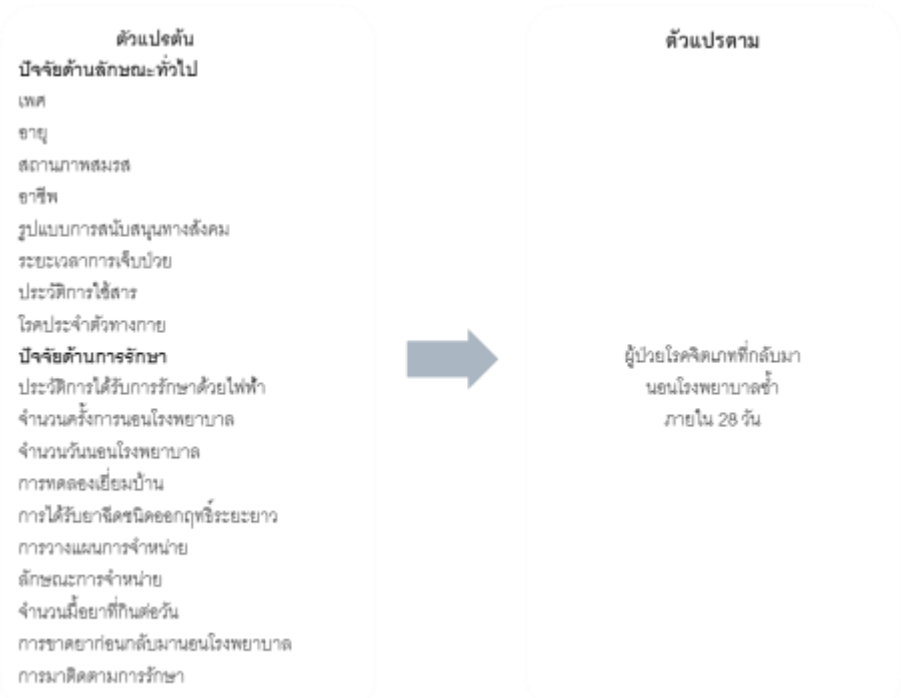 ตัวแปรต้น
ปัจจัยด้านลักษณะทั่วไป
เพศ
อายุ
สถานภาพสมรส
อาชีพ
รูปแบบการสนับสนุนทางสังคม
ระยะเวลาการเจ็บป่วย
ประวัติการใช้สาร
โรคประจำตัวทางกาย
ปัจจัยด้านการรักษา
ประวัติการได้รับการรักษาด้วยไฟฟ้า
จำนวนครั้งการนอนโรงพยาบาล
จำนวนวันนอนโรงพยาบาล
การทดลองเยี่ยมบ้าน
การได้รับยาฉีดชนิดออกฤทธิ์ระยะยาว
การวางแผนการจำหน่าย
ลักษณะการจำหน่าย
จำนวนมื้อยาที่กินต่อวัน
การขาดยาก่อนกลับมานอนโรงพยาบาล
การมาติดตามการรักษา
ตัวแปรตาม
ผู้ป่วยโรคจิตเภทที่กลับมา
นอนโรงพยาบาลซ้ำ
ภายใน 28 วัน